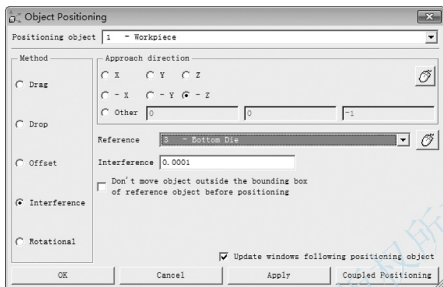 Object Positioning
Positioning object 1 - Workpiece
Method
Approach direction
X Y Z
- X - Y - Z
Other 0 0 -1
Drag
Drop
Offset
Interference
Rotational
Reference 3 - Bottom Die
Interference 0.0001
Don't move object outside the bounding box
of reference object before positioning
Update windows following positioning object
OK Cancel Apply Coupled Positioning